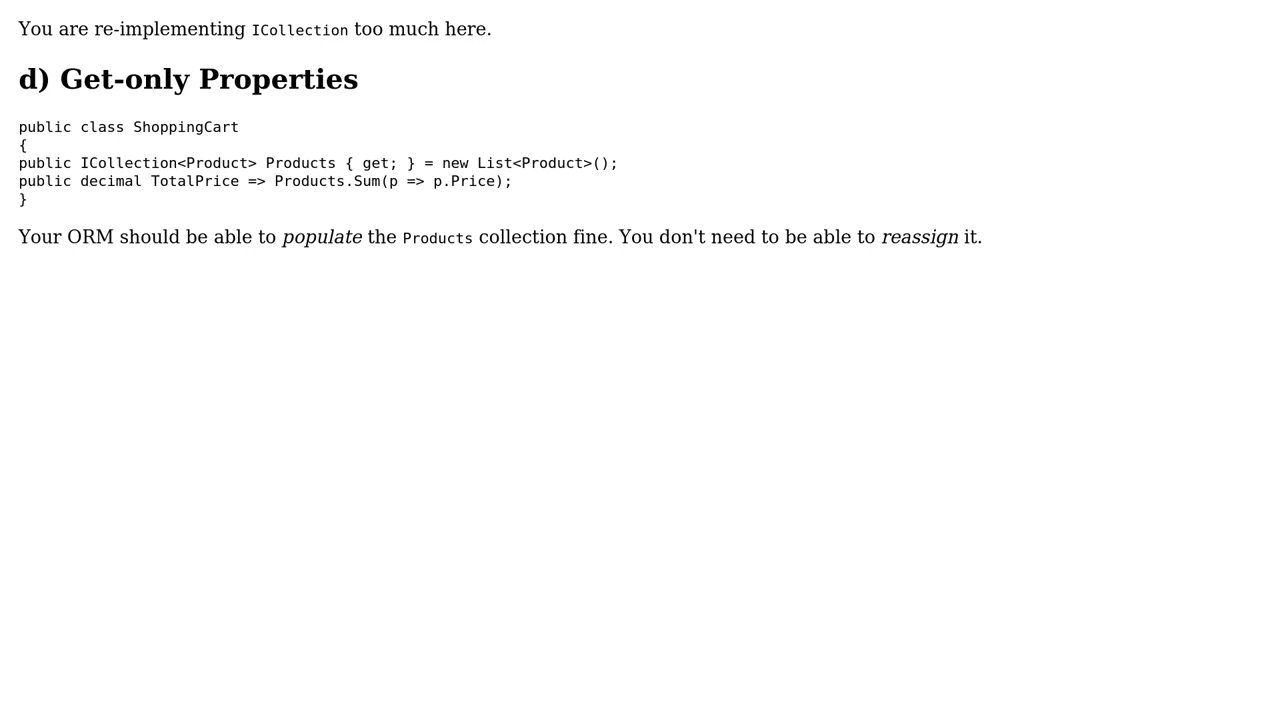 You are re-implementing ICollection too much here.
d) Get-only Properties
public class ShoppingCart
{
public ICollection<Product> Products { get; } = new List<Product>();
public decimal TotalPrice => Products.Sum(p => p.Price);
}
Your ORM should be able to populate the Products collection fine. You don't need to be able to reassign it.